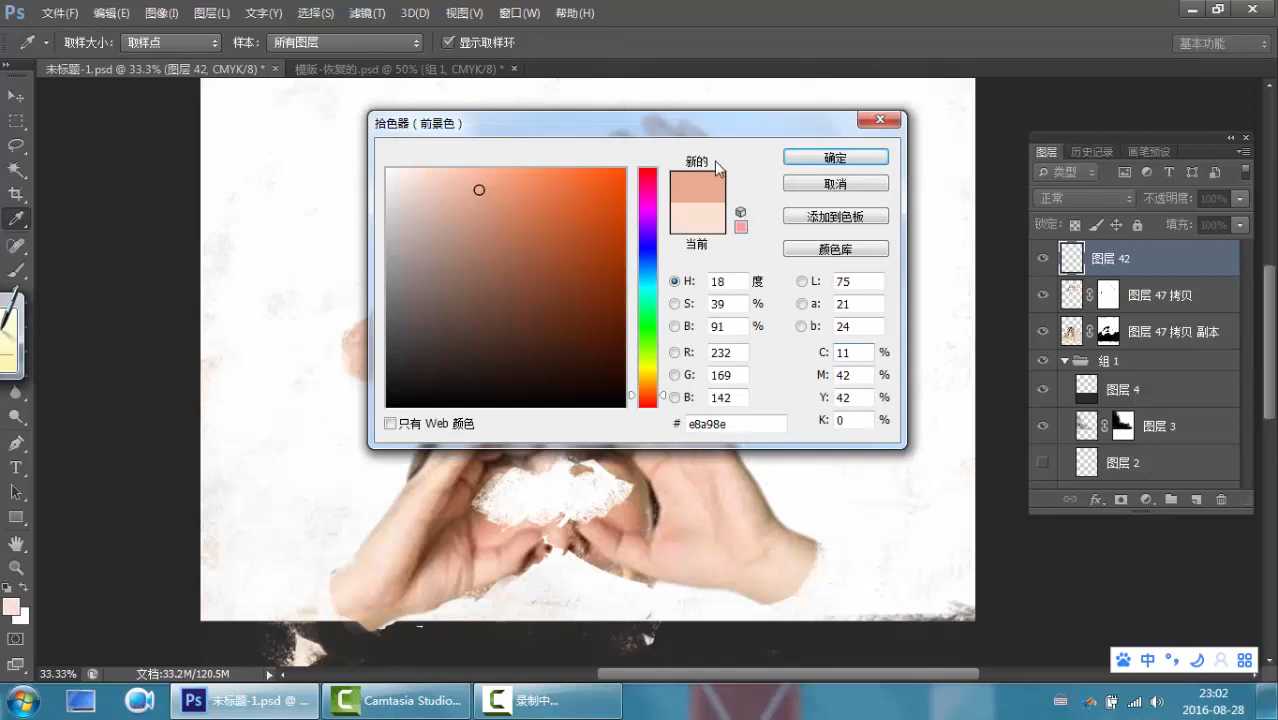 Ps 文件(F) 编辑(E) 图像(I) 图层(L) 文字(Y) 选择(S) 滤镜(T) 3D(D) 视图(V) 窗口(W) 帮助(H)
取样大小: 取样点 样本: 所有图层 显示取样环 基本功能
未标题-1.psd @ 33.3% (图层 42, CMYK/8) * × 模版-恢复的.psd @ 50% (组 1, CMYK/8) * ×
拾色器（前景色）
新的
当前
确定
取消
添加到色板
颜色库
H: 18 度
S: 39 %
B: 91 %
R: 232
G: 169
B: 142
L: 75
a: 21
b: 24
C: 11 %
M: 42 %
Y: 42 %
K: 0 %
只有 Web 颜色
# e8a98e
图层 历史记录 画笔预设
类型
正常 不透明度: 100%
锁定: 填充: 100%
图层 42
图层 47 拷贝
图层 47 拷贝 副本
组 1
图层 4
图层 3
图层 2
fx
T
33.33% 文档:33.2M/120.5M
中
Ps 未标题-1.psd @ ... Camtasia Studio... 录制中...
23:02
2016-08-28